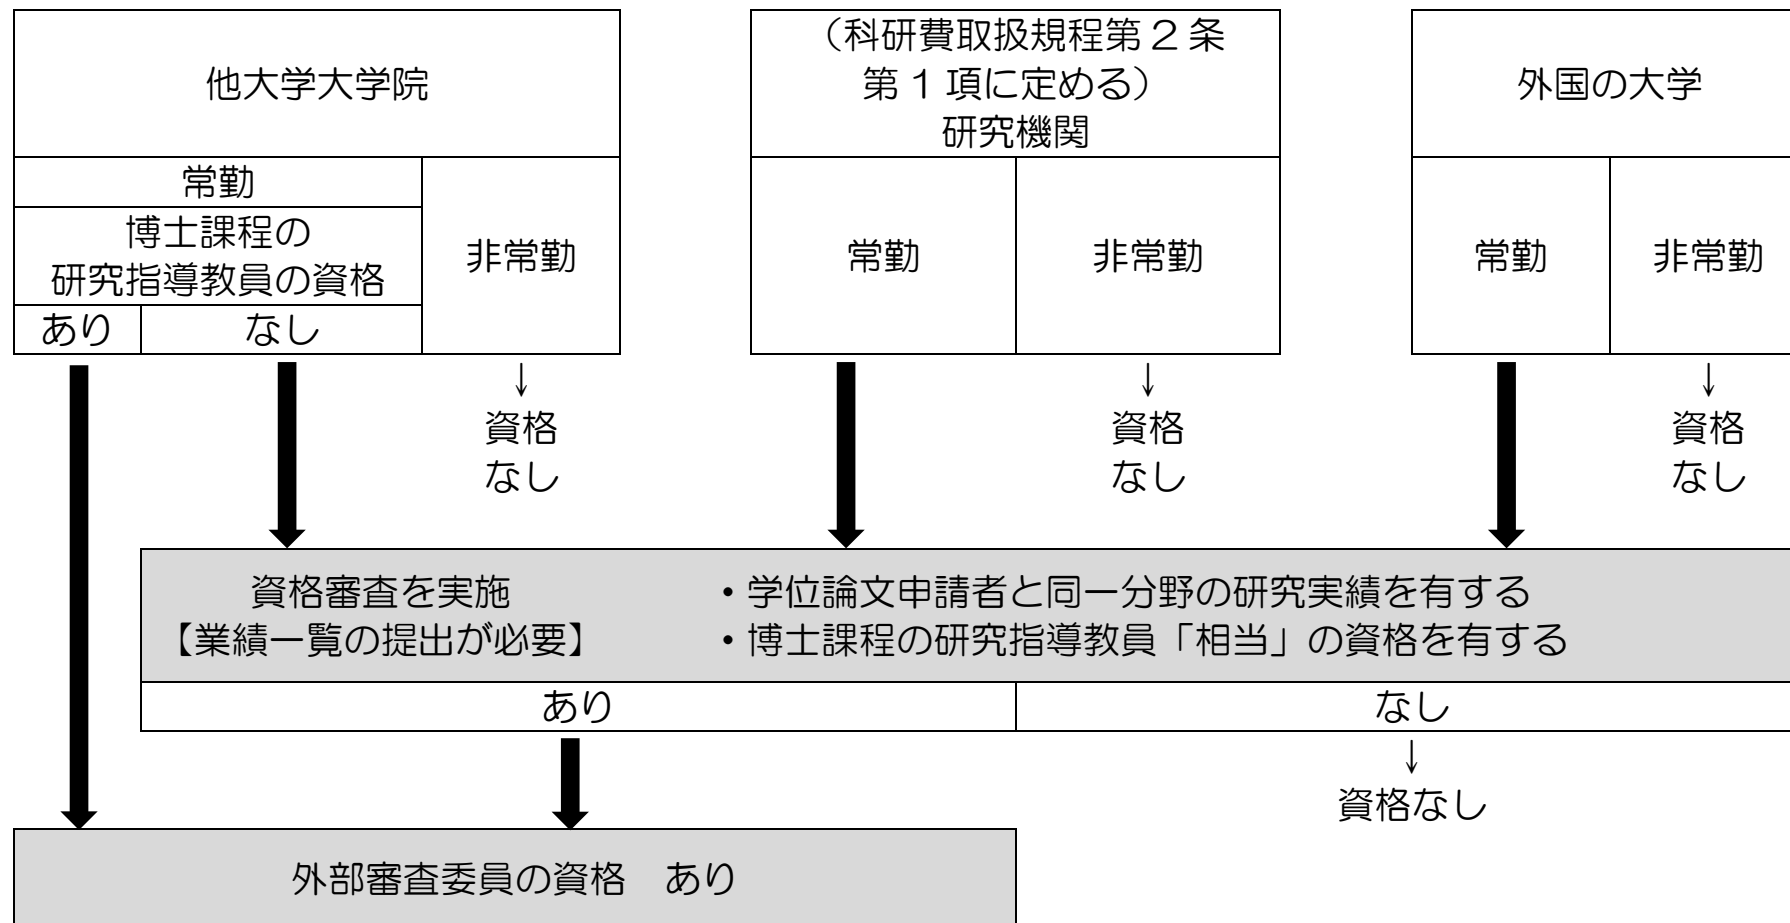 他大学大学院
（科研費取扱規程第２条
第１項に定める）
研究機関
外国の大学
常勤
博士課程の
研究指導教員の資格
あり
なし
非常勤
常勤
非常勤
常勤
非常勤
↓
資格
なし
↓
資格
なし
↓
資格
なし
資格審査を実施
【業績一覧の提出が必要】
・学位論文申請者と同一分野の研究実績を有する
・博士課程の研究指導教員「相当」の資格を有する
あり
なし
↓
資格なし
外部審査委員の資格　あり